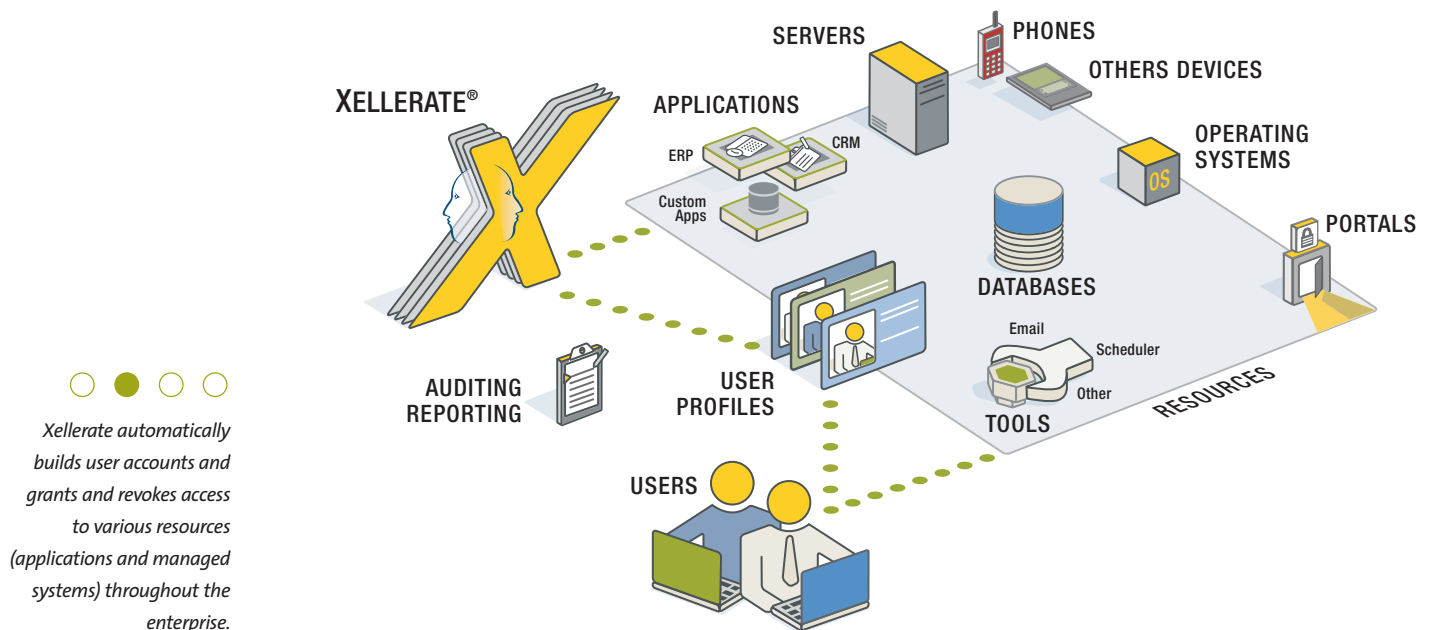 SERVERS
PHONES
OTHERS DEVICES
XELLERATE®
APPLICATIONS
ERP
CRM
Custom
Apps
OPERATING
SYSTEMS
OS
PORTALS
DATABASES
Email
Scheduler
Other
TOOLS
RESOURCES
USER
PROFILES
AUDITING
REPORTING
USERS
Xellerate automatically
builds user accounts and
grants and revokes access
to various resources
(applications and managed
systems) throughout the
enterprise.